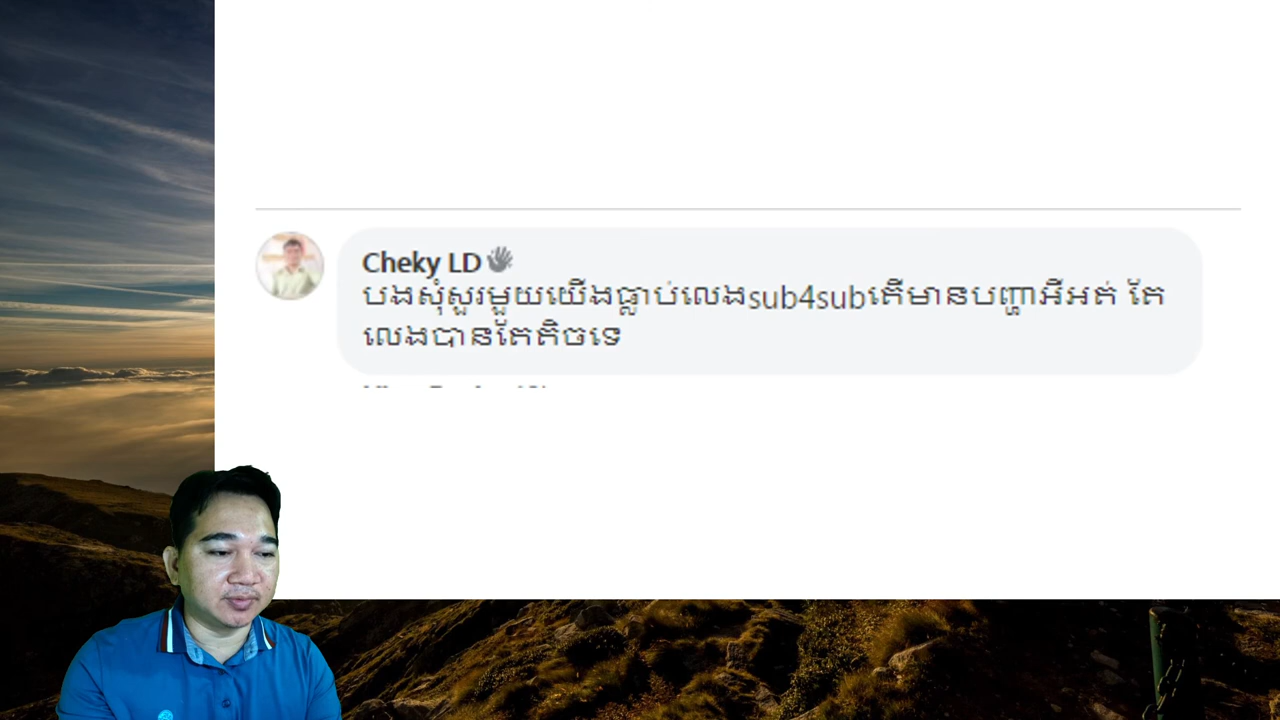 Cheky LD👋
បងសុំសួរមួយយើងធ្លាប់លេងsub4subតើមានបញ្ហាអីអត់ តែ
លេងបានតែតិចទេ